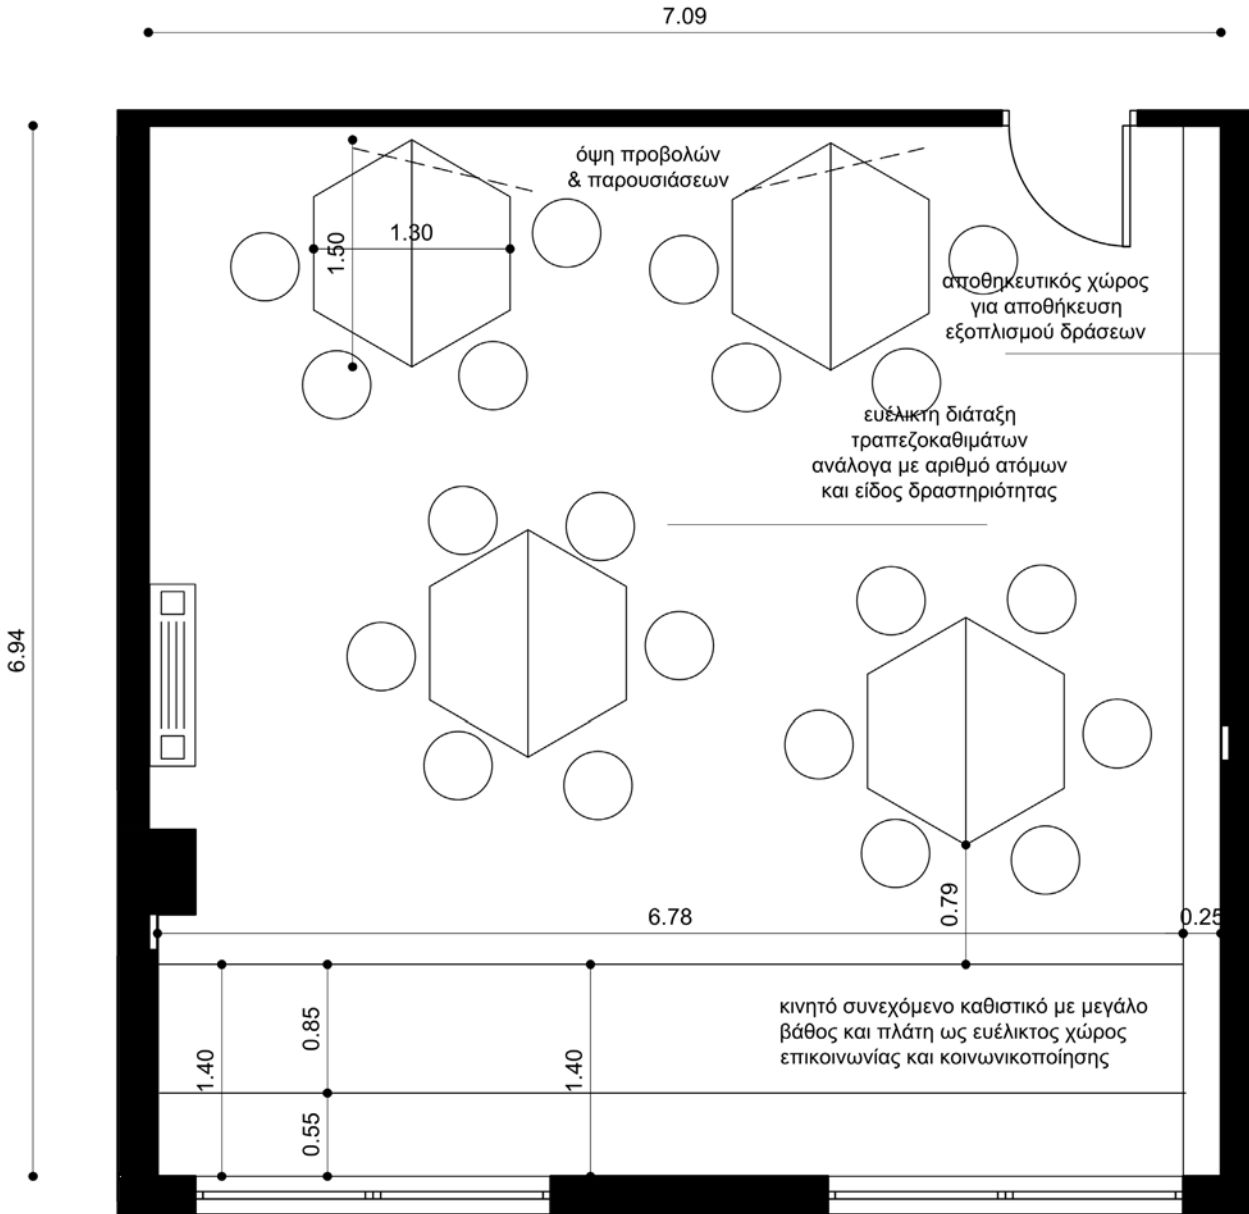 7.09
όψη προβολών
& παρουσιάσεων
1.50
1.30
αποθηκευτικός χώρος
για αποθήκευση
εξοπλισμού δράσεων
ευέλικτη διάταξη
τραπεζοκαθιμάτων
ανάλογα με αριθμό ατόμων
και είδος δραστηριότητας
6.94
0.79
6.78
0.25
κινητό συνεχόμενο καθιστικό με μεγάλο
βάθος και πλάτη ως ευέλικτος χώρος
επικοινωνίας και κοινωνικοποίησης
1.40
0.85
1.40
0.55